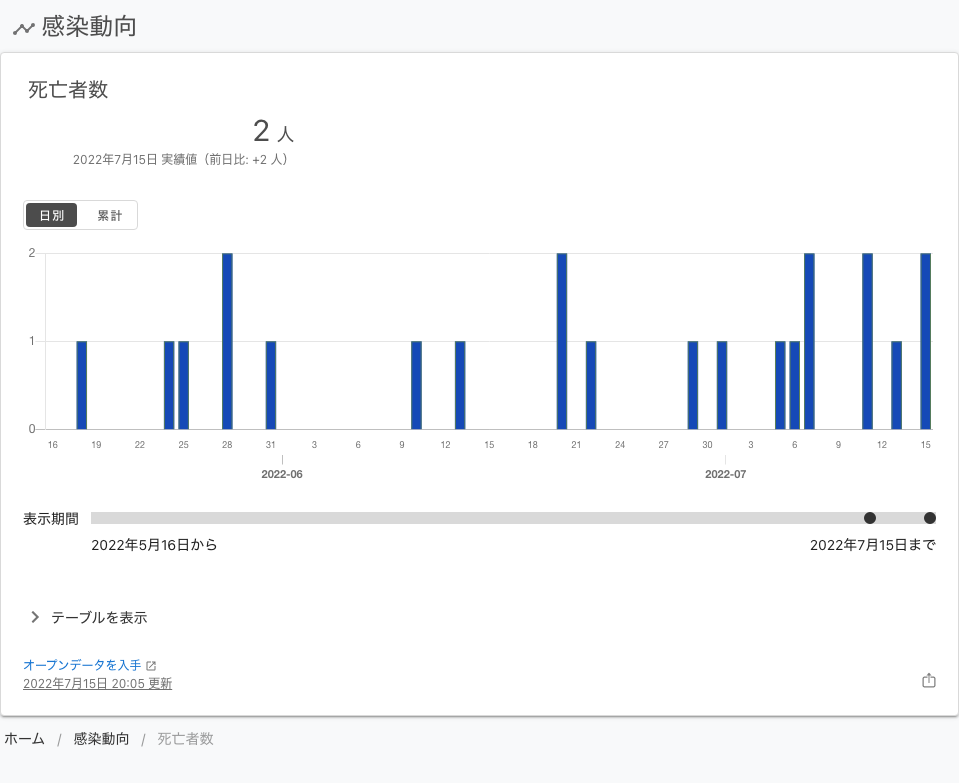 感染動向
死亡者数
2 人
2022年7月15日 実績値（前日比: +2 人）
日別 累計
2
1
0
16 19 22 25 28 31 3 6 9 12 15 18 21 24 27 30 3 6 9 12 15
2022-06 2022-07
表示期間
2022年5月16日から 2022年7月15日まで
テーブルを表示
オープンデータを入手
2022年7月15日 20:05 更新
ホーム / 感染動向 / 死亡者数